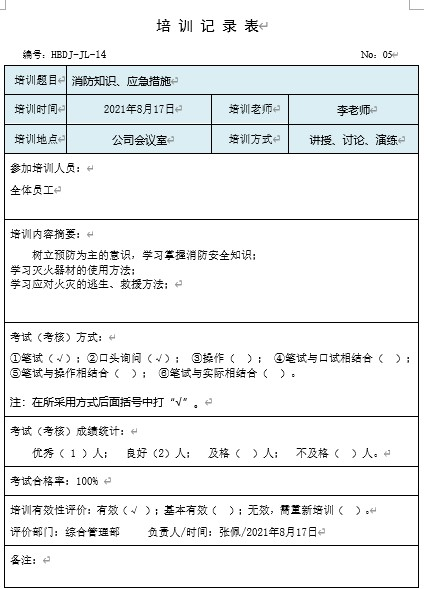 培 训 记 录 表
编号：HBDJ-JL-14 No：05
培训题目 消防知识、应急措施
培训时间 2021年8月17日 培训老师 李老师
培训地点 公司会议室 培训方式 讲授、讨论、演练
参加培训人员：
全体员工
培训内容摘要：
树立预防为主的意识，学习掌握消防安全知识；
学习灭火器材的使用方法；
学习应对火灾的逃生、救援方法；
考试（考核）方式：
①笔试（√）；②口头询问（√）； ③操作（ ）； ④笔试与口试相结合（ ）；
⑤笔试与操作相结合（ ）； ⑥笔试与实际相结合（ ）。
注：在所采用方式后面括号中打“√”。
考试（考核）成绩统计：
优秀（ 1 ）人； 良好（2）人； 及格（ ）人； 不及格（ ）人。
考试合格率：100%
培训有效性评价：有效（√ ）；基本有效（ ）；无效，需重新培训（ ）。
评价部门：综合管理部 负责人/时间：张佩/2021年8月17日
备注：